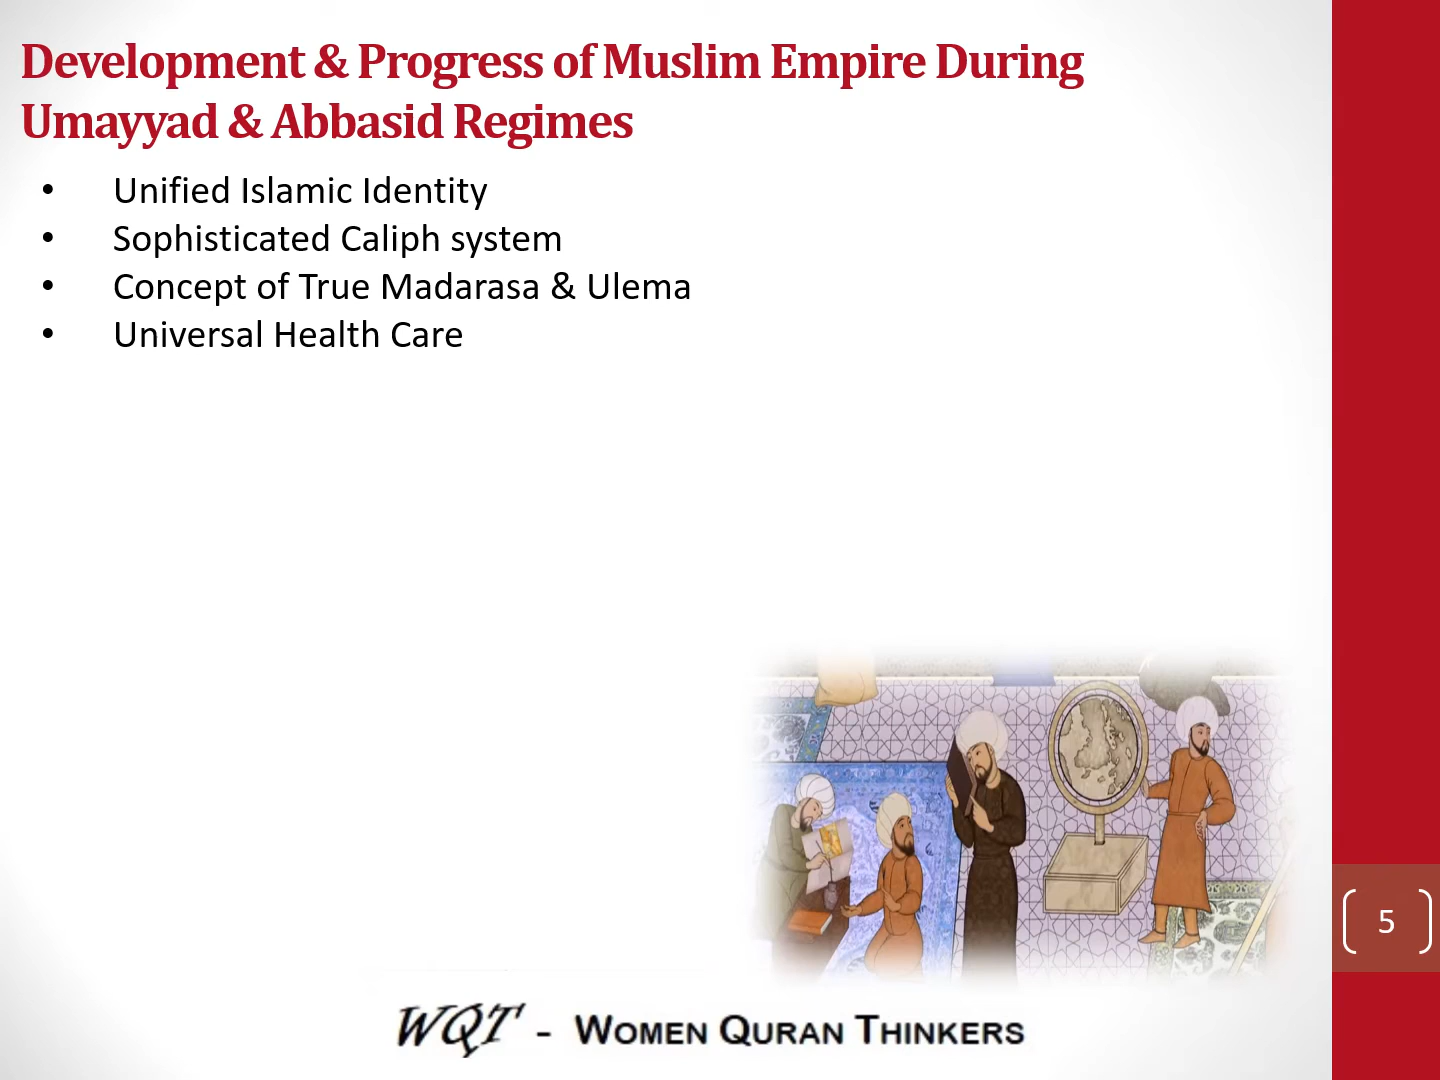 Development & Progress of Muslim Empire During
Umayyad & Abbasid Regimes
• Unified Islamic Identity
• Sophisticated Caliph system
• Concept of True Madarasa & Ulema
• Universal Health Care
5
WQT - WOMEN QURAN THINKERS